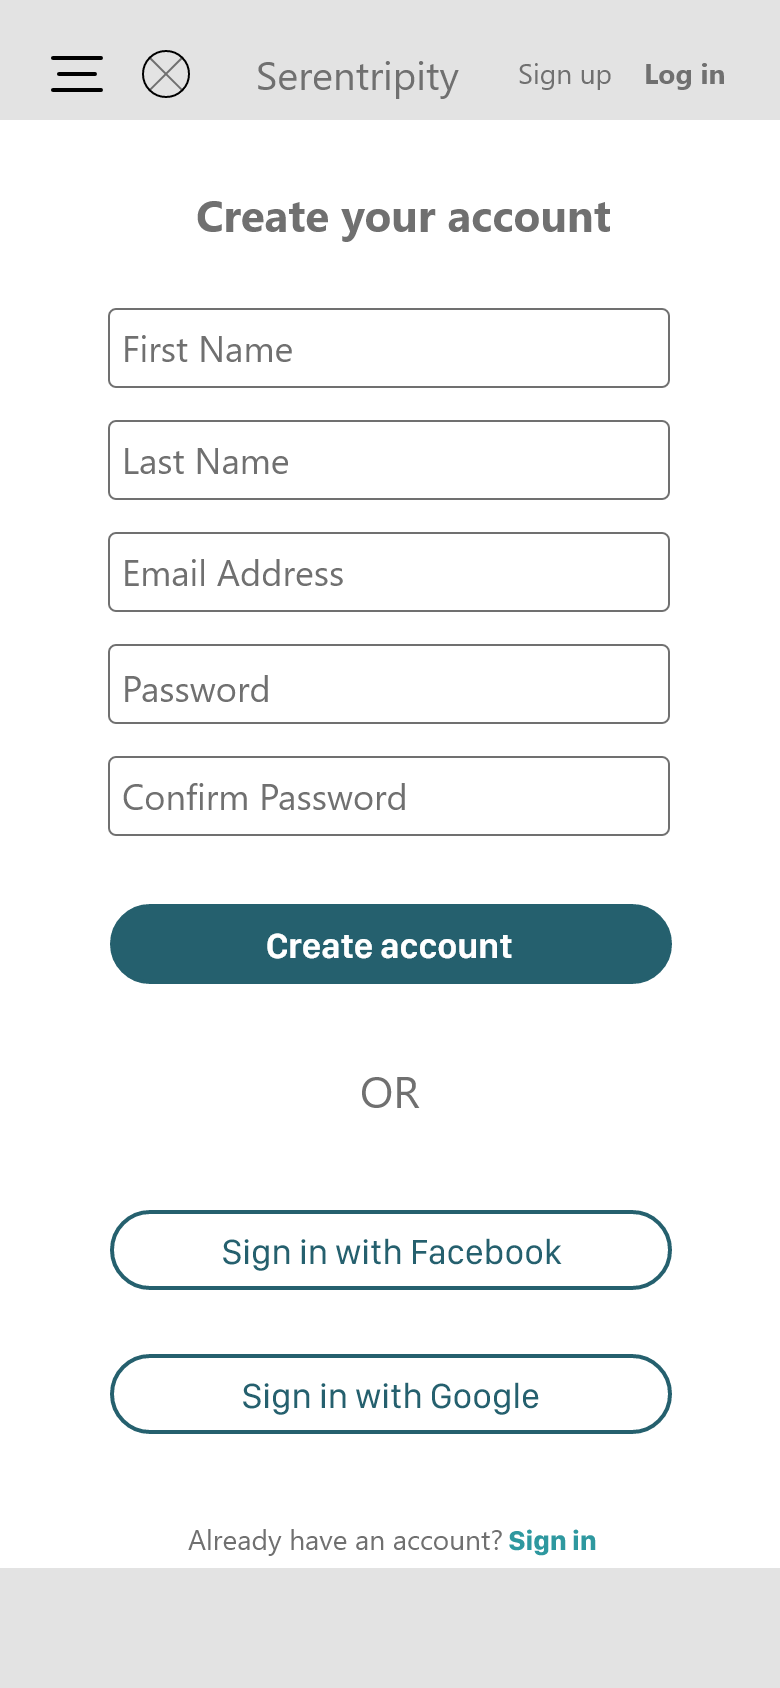 Serentripity Sign up Log in
Create your account
First Name
Last Name
Email Address
Password
Confirm Password
Create account
OR
Sign in with Facebook
Sign in with Google
Already have an account? Sign in